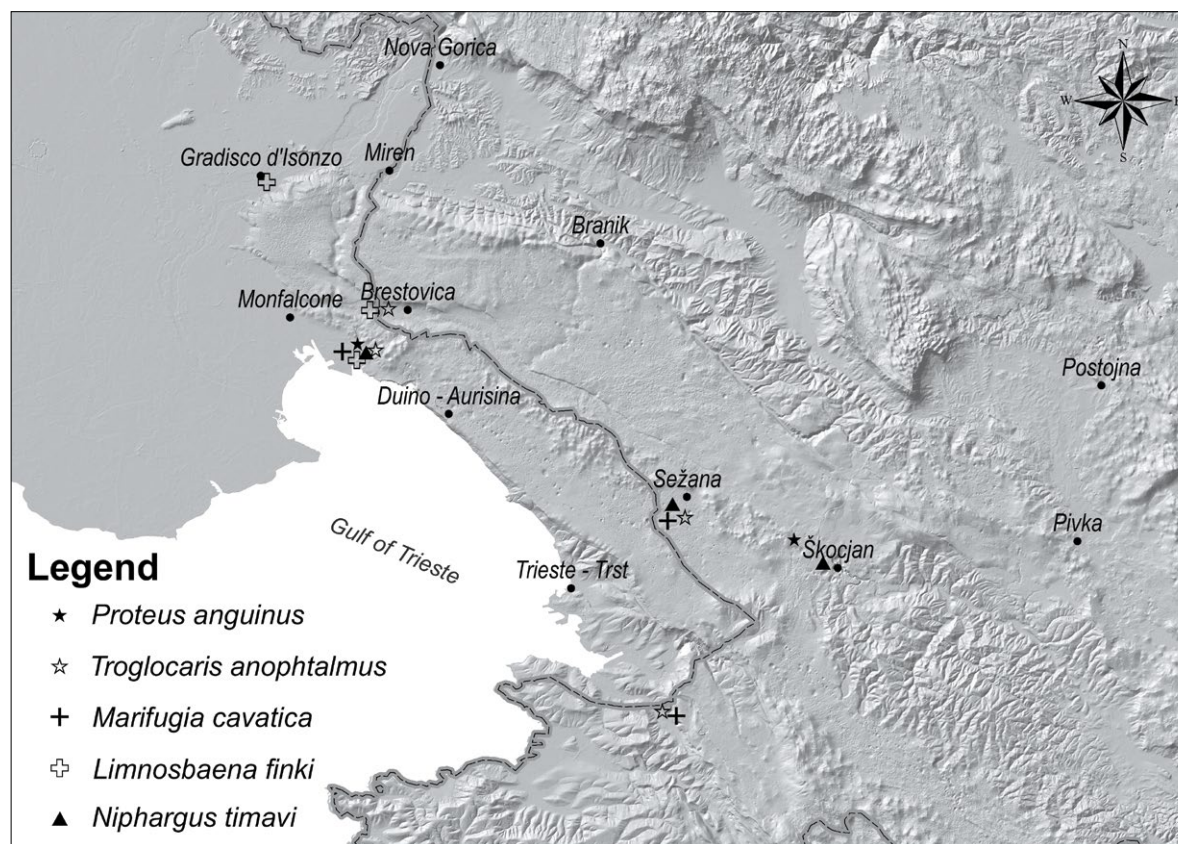 Nova Gorica
N
W
E
S
Gradisco d'Isonzo
Miren
Branik
Monfalcone
Brestovica
Postojna
Duino - Aurisina
Sežana
Pivka
Škocjan
Gulf of Trieste
Trieste - Trst
Legend
Proteus anguinus
Troglocaris anophtalmus
Marifugia cavatica
Limnosbaena finki
Niphargus timavi